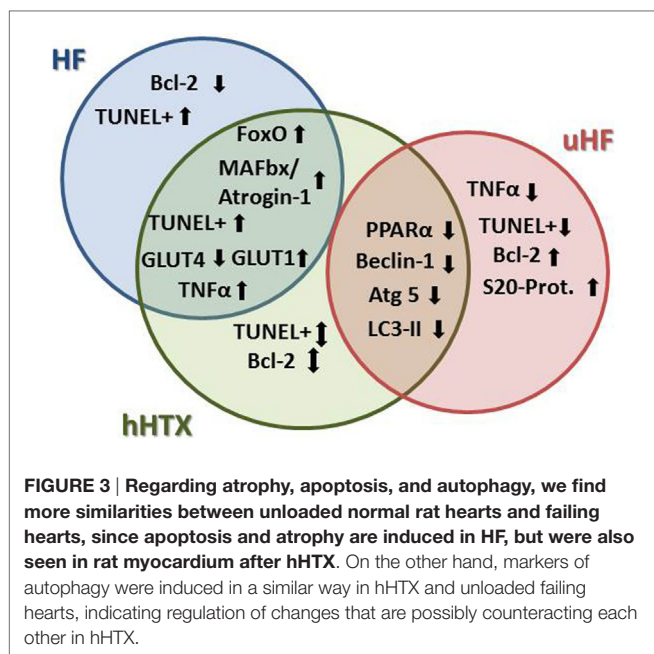 HF
Bcl-2 ↓
TUNEL+ ↑
FoxO ↑
MAFbx/
Atrogin-1 ↑
TUNEL+ ↑
GLUT4 ↓ GLUT1 ↑
TNFα ↑
TUNEL+ ↕
Bcl-2 ↕
hHTX
PPARα ↓
Beclin-1 ↓
Atg 5 ↓
LC3-II ↓
uHF
TNFα ↓
TUNEL+ ↓
Bcl-2 ↑
S20-Prot. ↑
FIGURE 3 | Regarding atrophy, apoptosis, and autophagy, we find
more similarities between unloaded normal rat hearts and failing
hearts, since apoptosis and atrophy are induced in HF, but were also
seen in rat myocardium after hHTX. On the other hand, markers of
autophagy were induced in a similar way in hHTX and unloaded failing
hearts, indicating regulation of changes that are possibly counteracting each
other in hHTX.